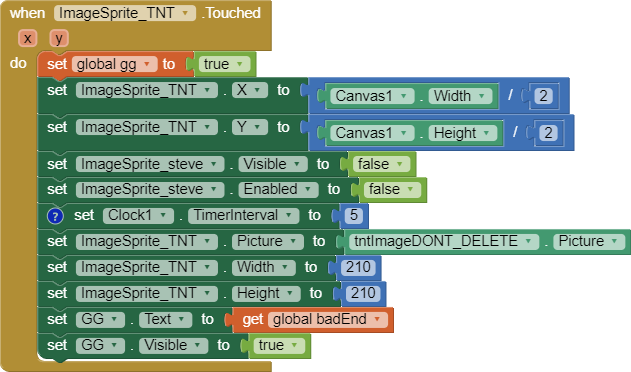 when ImageSprite_TNT .Touched
x y
do set global gg to true
set ImageSprite_TNT . X to Canvas1 . Width / 2
set ImageSprite_TNT . Y to Canvas1 . Height / 2
set ImageSprite_steve . Visible to false
set ImageSprite_steve . Enabled to false
? set Clock1 . TimerInterval to 5
set ImageSprite_TNT . Picture to tntImageDONT_DELETE . Picture
set ImageSprite_TNT . Width to 210
set ImageSprite_TNT . Height to 210
set GG . Text to get global badEnd
set GG . Visible to true